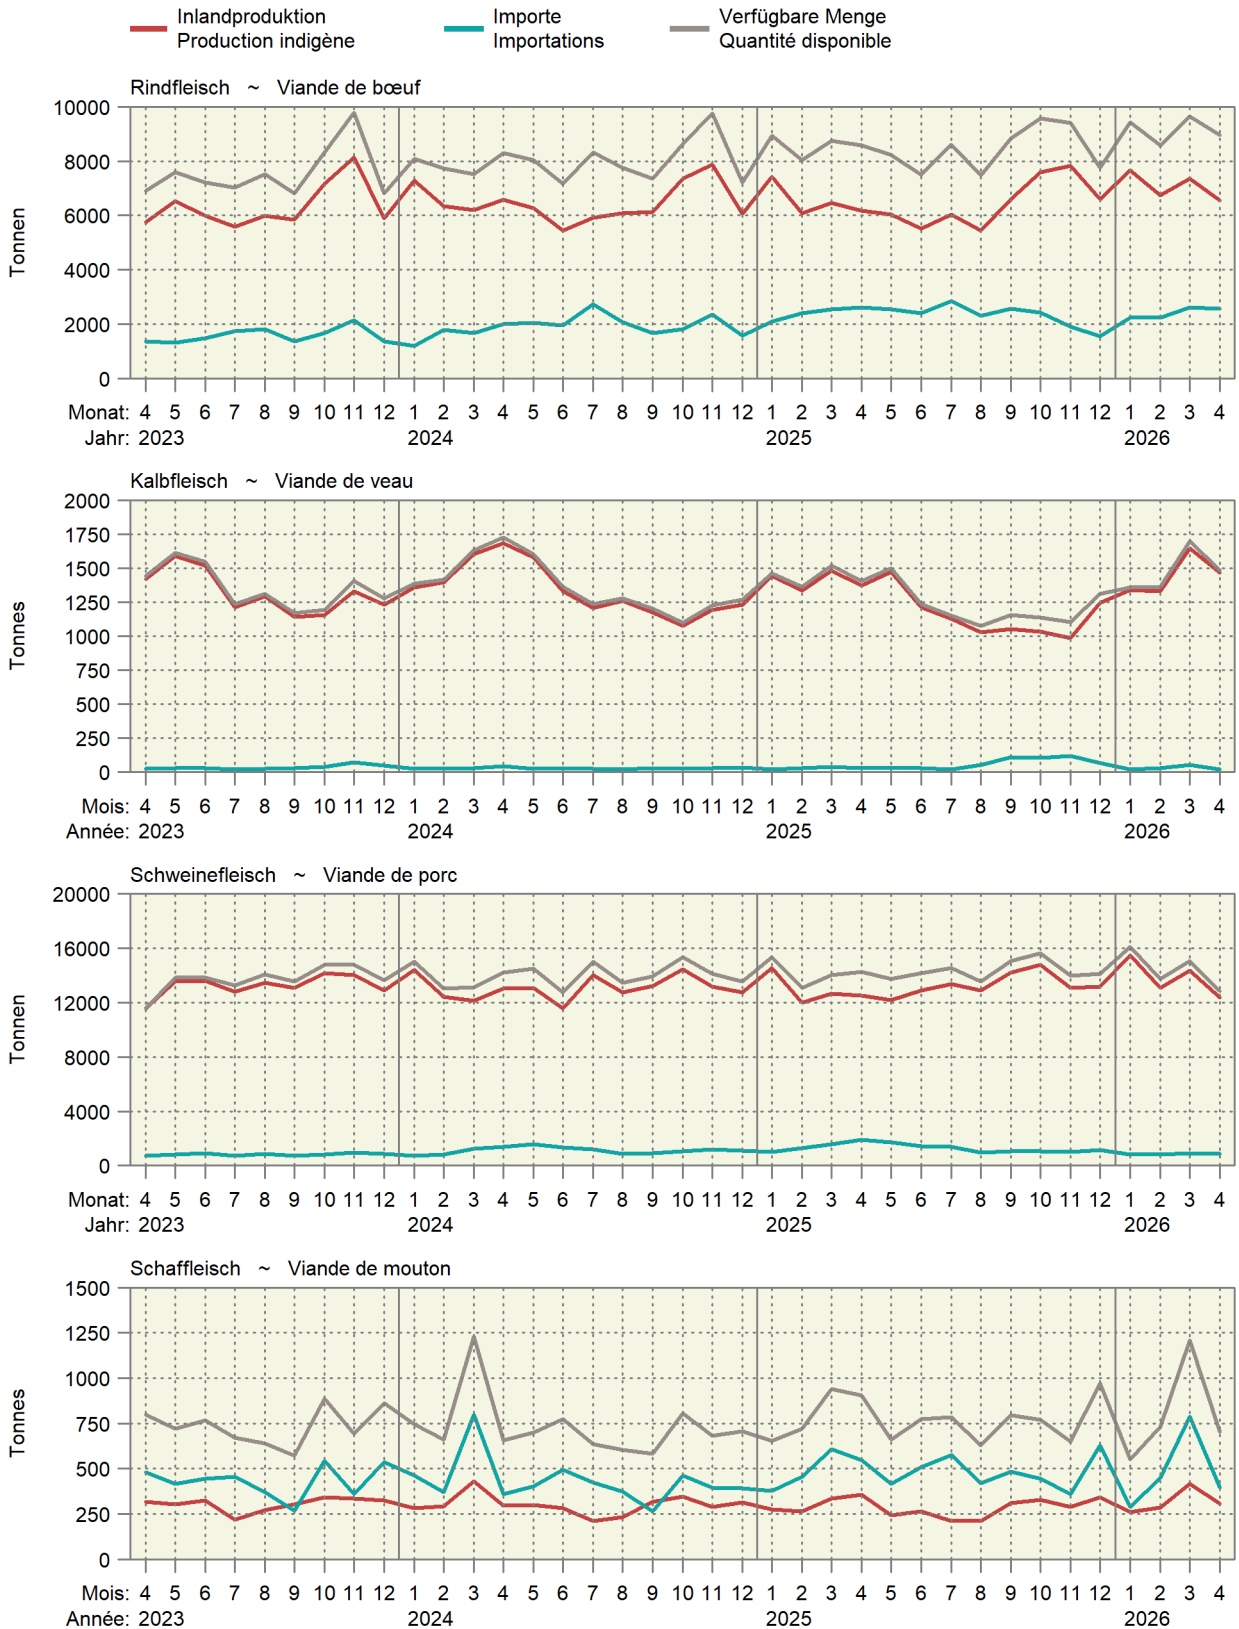 Inlandproduktion
Production indigène
Importe
Importations
Verfügbare Menge
Quantité disponible
Rindfleisch ~ Viande de bœuf
Tonnen
10000
8000
6000
4000
2000
0
Monat: 4 5 6 7 8 9 10 11 12 1 2 3 4 5 6 7 8 9 10 11 12 1 2 3 4 5 6 7 8 9 10 11 12 1 2 3 4
Jahr: 2023 2024 2025 2026
Kalbfleisch ~ Viande de veau
Tonnes
2000
1750
1500
1250
1000
750
500
250
0
Mois: 4 5 6 7 8 9 10 11 12 1 2 3 4 5 6 7 8 9 10 11 12 1 2 3 4 5 6 7 8 9 10 11 12 1 2 3 4
Année: 2023 2024 2025 2026
Schweinefleisch ~ Viande de porc
Tonnen
20000
16000
12000
8000
4000
0
Monat: 4 5 6 7 8 9 10 11 12 1 2 3 4 5 6 7 8 9 10 11 12 1 2 3 4 5 6 7 8 9 10 11 12 1 2 3 4
Jahr: 2023 2024 2025 2026
Schaffleisch ~ Viande de mouton
Tonnes
1500
1250
1000
750
500
250
0
Mois: 4 5 6 7 8 9 10 11 12 1 2 3 4 5 6 7 8 9 10 11 12 1 2 3 4 5 6 7 8 9 10 11 12 1 2 3 4
Année: 2023 2024 2025 2026